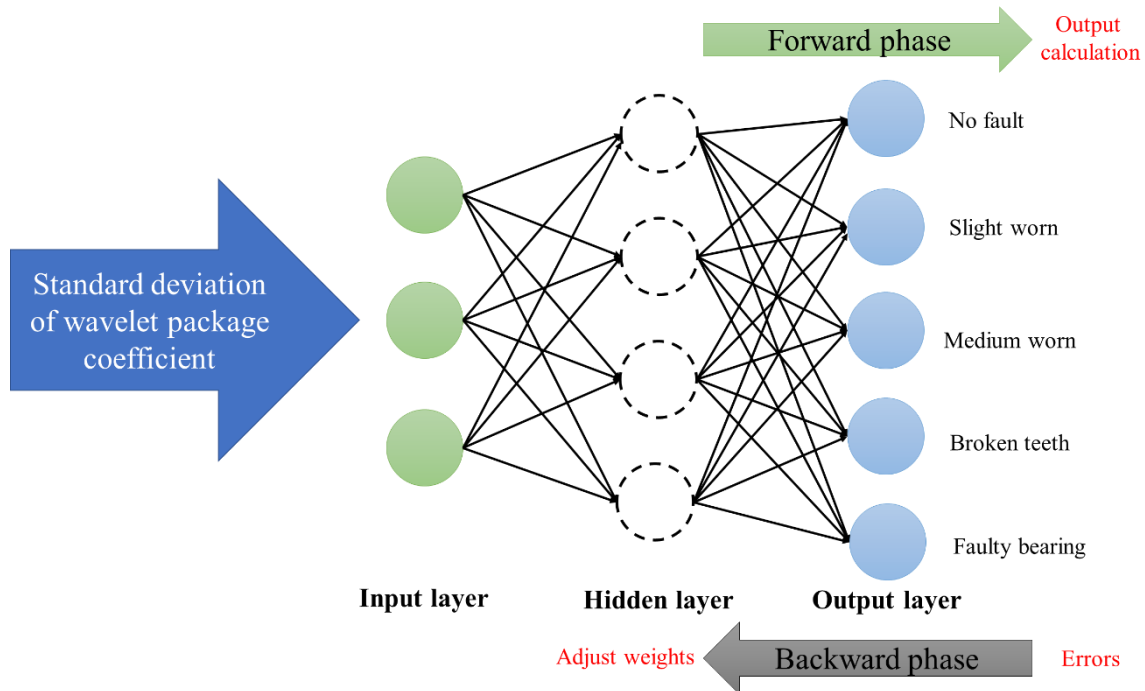 Forward phase
Output
calculation
No fault
Slight worn
Standard deviation
of wavelet package
coefficient
Medium worn
Broken teeth
Faulty bearing
Input layer
Hidden layer
Output layer
Adjust weights
Backward phase
Errors